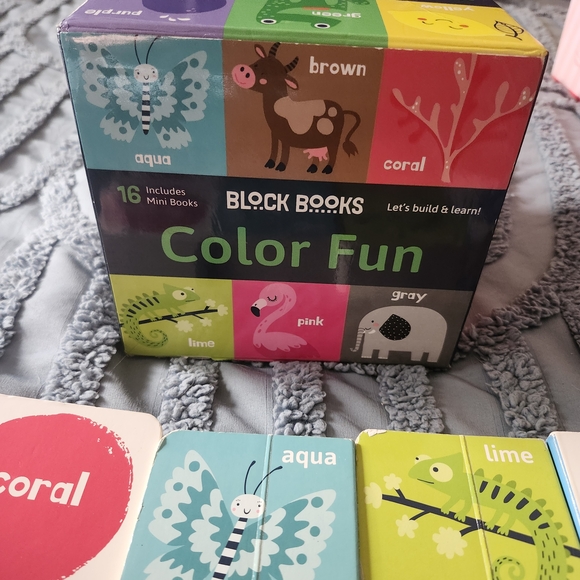 purple
green
yellow
aqua
brown
coral
16 Includes
Mini Books
BLOCK BOOKS
Let's build & learn!
Color Fun
lime
pink
gray
coral
aqua
lime